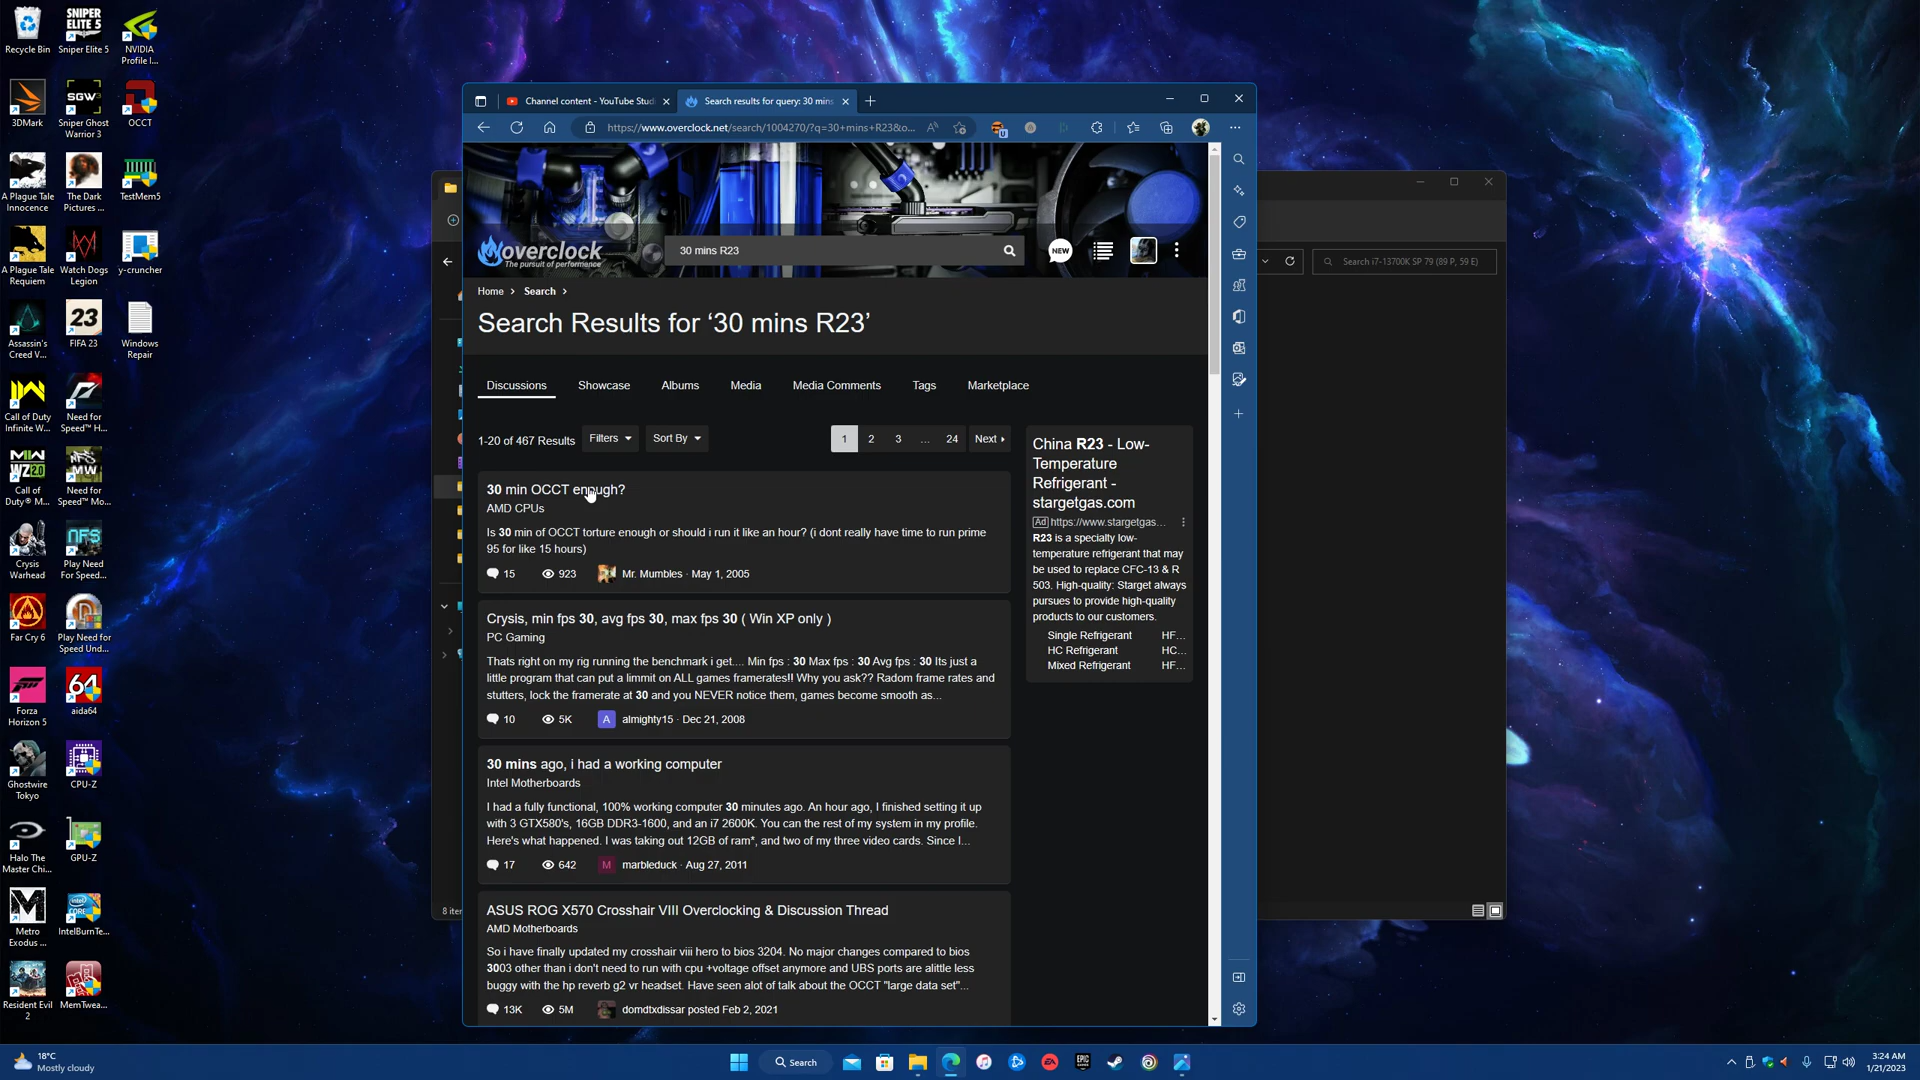 Recycle Bin
Sniper Elite 5
NVIDIA
Profile I...
3DMark
Sniper Ghost
Warrior 3
OCCT
A Plague Tale
Innocence
The Dark
Pictures ...
TestMem5
A Plague Tale
Requiem
Watch Dogs
Legion
y-cruncher
Assassin's
Creed V...
FIFA 23
Windows
Repair
Call of Duty
Infinite W...
Need for
Speed™ H...
Call of
Duty® M...
Need for
Speed™ Mo...
Crysis
Warhead
Play Need
For Speed...
Far Cry 6
Play Need for
Speed Und...
Forza
Horizon 5
aida64
Ghostwire
Tokyo
CPU-Z
Halo The
Master Chi...
GPU-Z
Metro
Exodus ...
IntelBurnTe...
Resident Evil
2
MemTwea...
Channel content - YouTube Stud
Search results for query: 30 mins
https://www.overclock.net/search/1004270/?q=30+mins+R23&o...
overclock
The pursuit of performance
30 mins R23
NEW
Home
Search
Search Results for ‘30 mins R23’
Discussions
Showcase
Albums
Media
Media Comments
Tags
Marketplace
1-20 of 467 Results
Filters
Sort By
1
2
3
...
24
Next
30 min OCCT enough?
AMD CPUs
Is 30 min of OCCT torture enough or should i run it like an hour? (i dont really have time to run prime
95 for like 15 hours)
15
923
Mr. Mumbles · May 1, 2005
Crysis, min fps 30, avg fps 30, max fps 30 ( Win XP only )
PC Gaming
Thats right on my rig running the benchmark i get.... Min fps : 30 Max fps : 30 Avg fps : 30 Its just a
little program that can put a limmit on ALL games framerates!! Why you ask?? Radom frame rates and
stutters, lock the framerate at 30 and you NEVER notice them, games become smooth as...
10
5K
A
almighty15 · Dec 21, 2008
30 mins ago, i had a working computer
Intel Motherboards
I had a fully functional, 100% working computer 30 minutes ago. An hour ago, I finished setting it up
with 3 GTX580's, 16GB DDR3-1600, and an i7 2600K. You can the rest of my system in my profile.
Here's what happened. I was taking out 12GB of ram*, and two of my three video cards. Since I...
17
642
M
marbleduck · Aug 27, 2011
ASUS ROG X570 Crosshair VIII Overclocking & Discussion Thread
AMD Motherboards
So i have finally updated my crosshair viii hero to bios 3204. No major changes compared to bios
3003 other than i don't need to run with cpu +voltage offset anymore and UBS ports are alittle less
buggy with the hp reverb g2 vr headset. Have seen alot of talk about the OCCT "large data set"...
13K
5M
domdtxdissar posted Feb 2, 2021
China R23 - Low-
Temperature
Refrigerant -
stargetgas.com
Ad https://www.stargetgas...
R23 is a specialty low-
temperature refrigerant that may
be used to replace CFC-13 & R
503. High-quality: Starget always
pursues to provide high-quality
products to our customers.
Single Refrigerant HF...
HC Refrigerant HC...
Mixed Refrigerant HF...
Search i7-13700K SP 79 (89 P, 59 E)
8 iter
18°C
Mostly cloudy
Search
3:24 AM
1/21/2023